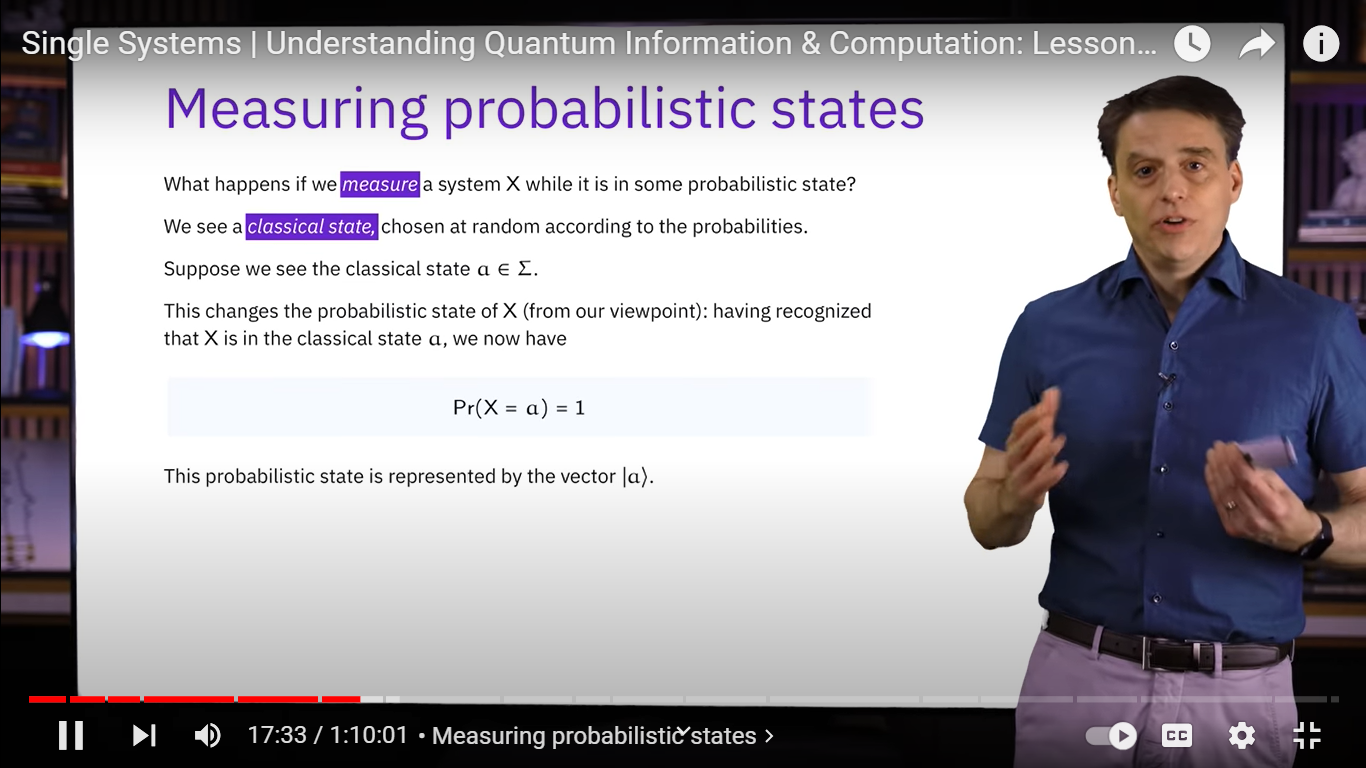 Single Systems | Understanding Quantum Information & Computation: Lesson...
Measuring probabilistic states
What happens if we measure a system X while it is in some probabilistic state?
We see a classical state, chosen at random according to the probabilities.
Suppose we see the classical state a ∈ Σ.
This changes the probabilistic state of X (from our viewpoint): having recognized
that X is in the classical state a, we now have
Pr(X = a) = 1
This probabilistic state is represented by the vector |a⟩.
17:33 / 1:10:01 • Measuring probabilistic states >
CC